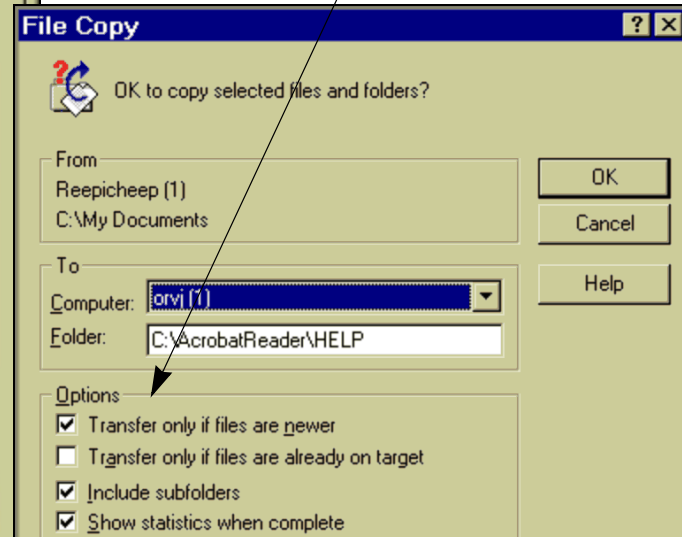 File Copy
OK to copy selected files and folders?
From
Reepicheep (1)
C:\My Documents
OK
Cancel
Help
To
Computer: orvj (1)
Folder: C:\AcrobatReader\HELP
Options
Transfer only if files are newer
Transfer only if files are already on target
Include subfolders
Show statistics when complete